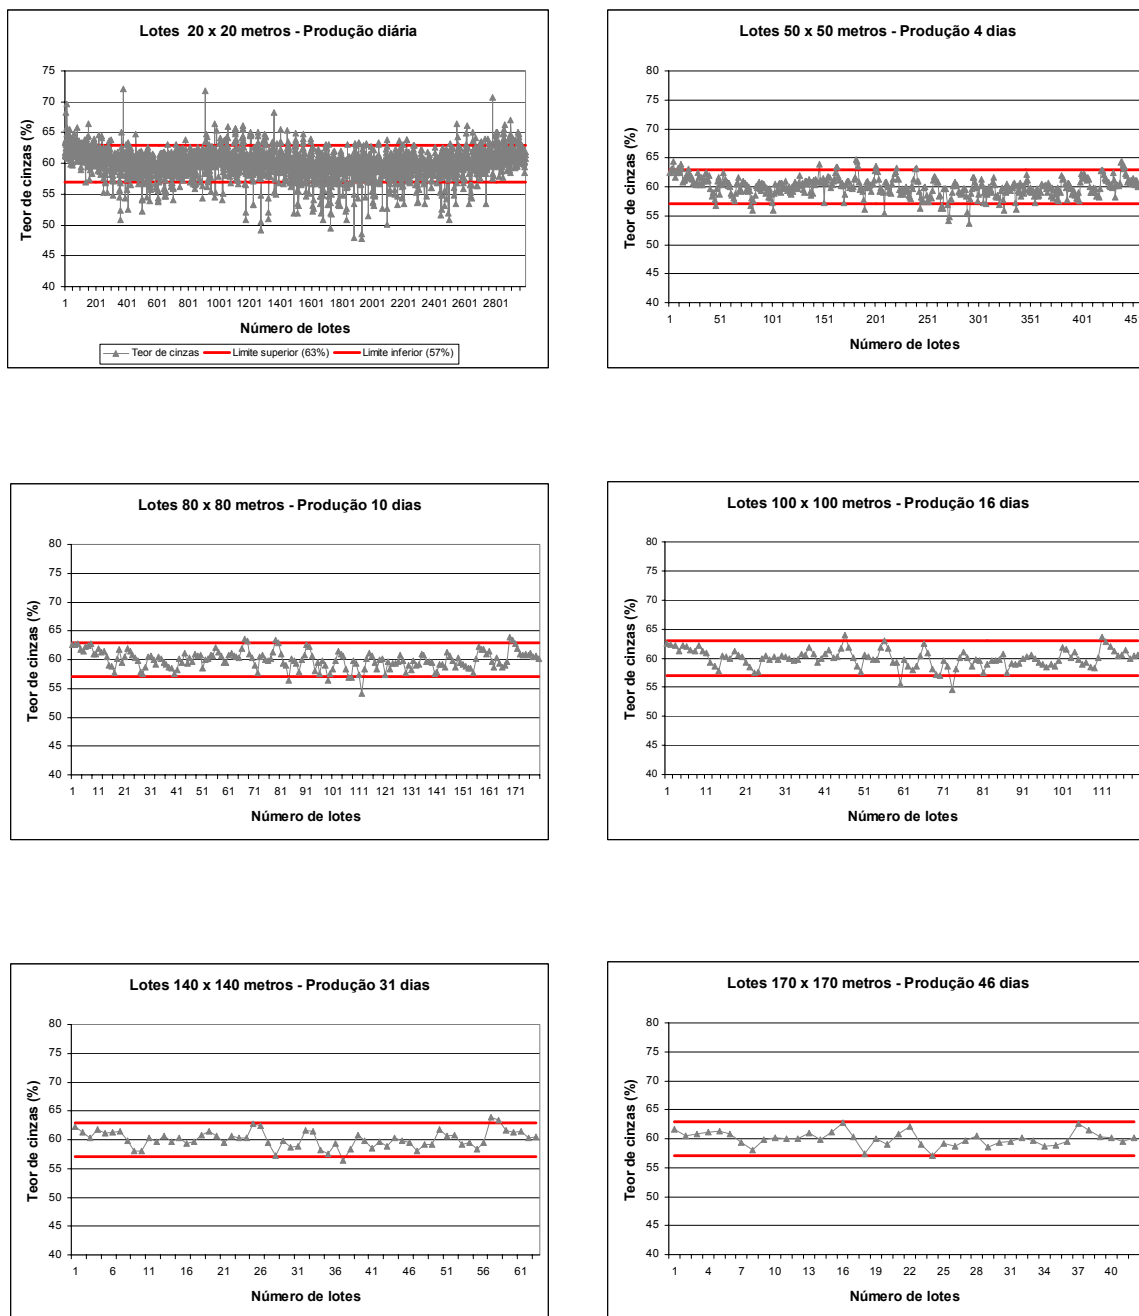 Lotes 20 x 20 metros - Produção diária
Teor de cinzas (%)
75
70
65
60
55
50
45
40
1 201 401 601 801 1001 1201 1401 1601 1801 2001 2201 2401 2601 2801
Número de lotes
Teor de cinzas Limite superior (63%) Limite inferior (57%)
Lotes 50 x 50 metros - Produção 4 dias
Teor de cinzas (%)
80
75
70
65
60
55
50
45
40
1 51 101 151 201 251 301 351 401 451
Número de lotes
Lotes 80 x 80 metros - Produção 10 dias
Teor de cinzas (%)
80
75
70
65
60
55
50
45
40
1 11 21 31 41 51 61 71 81 91 101 111 121 131 141 151 161 171
Número de lotes
Lotes 100 x 100 metros - Produção 16 dias
Teor de cinzas (%)
80
75
70
65
60
55
50
45
40
1 11 21 31 41 51 61 71 81 91 101 111
Número de lotes
Lotes 140 x 140 metros - Produção 31 dias
Teor de cinzas (%)
80
75
70
65
60
55
50
45
40
1 6 11 16 21 26 31 36 41 46 51 56 61
Número de lotes
Lotes 170 x 170 metros - Produção 46 dias
Teor de cinzas (%)
80
75
70
65
60
55
50
45
40
1 4 7 10 13 16 19 22 25 28 31 34 37 40
Número de lotes